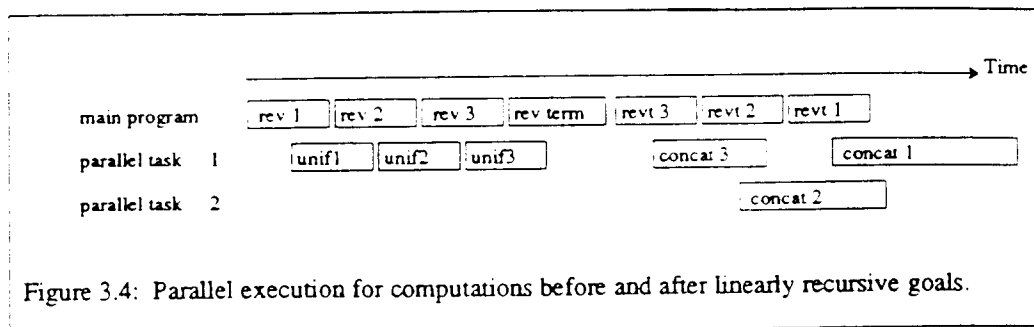 Time
main program rev 1 rev 2 rev 3 rev term revt 3 revt 2 revt 1
parallel task 1 unif1 unif2 unif3 concat 3 concat 1
parallel task 2 concat 2
Figure 3.4: Parallel execution for computations before and after linearly recursive goals.